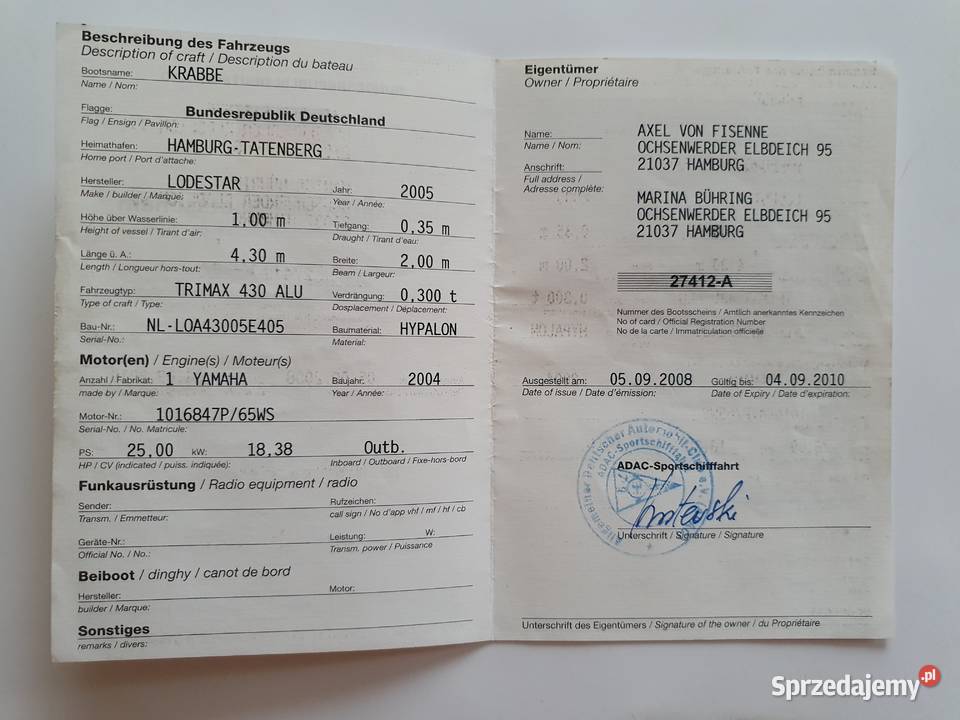 Beschreibung des Fahrzeugs
Description of craft / Description du bateau
Bootsname: KRABBE
Name / Nom:
Flagge: Bundesrepublik Deutschland
Flag / Ensign / Pavillon:
Heimathafen: HAMBURG-TATENBERG
Home port / Port d'attache:
Hersteller: LODESTAR Jahr: 2005
Make / builder / Marque: Year / Année:
Höhe über Wasserlinie: 1,00 m Tiefgang: 0,35 m
Height of vessel / Tirant d'air: Draught / Tirant d'eau:
Länge ü. A.: 4,30 m Breite: 2,00 m
Length / Longueur hors-tout: Beam / Largeur:
Fahrzeugtyp: TRIMAX 430 ALU Verdrängung: 0,300 t
Type of craft / Type: Dosplacement / Déplacement:
Bau-Nr.: NL-LOA43005E405 Baumaterial: HYPALON
Serial-No.: Material:
Motor(en) / Engine(s) / Moteur(s)
Anzahl / Fabrikat: 1 YAMAHA Baujahr: 2004
made by / Marque: Year / Année:
Motor-Nr.: 1016847P/65WS
Serial-No. / No. Matricule:
PS: 25,00 kW: 18,38 Outb.
HP / CV (indicated / puiss. indiquée): Inboard / Outboard / Fixe-hors-bord
Funkausrüstung / Radio equipment / radio
Sender: Rufzeichen:
Transm. / Emmetteur: call sign / No d'app vhf / mf / hf / cb
Geräte-Nr.: Leistung: W:
Official No. / No.: Transm. power / Puissance
Beiboot / dinghy / canot de bord
Hersteller: Motor:
builder / Marque:
Sonstiges
remarks / divers:
Eigentümer
Owner / Propriétaire
Name: AXEL VON FISENNE
Name / Nom: OCHSENWERDER ELBDEICH 95
Anschrift: 21037 HAMBURG
Full address /
Adresse complète:
MARINA BÜHRING
OCHSENWERDER ELBDEICH 95
21037 HAMBURG
27412-A
Nummer des Bootsscheins / Amtlich anerkanntes Kennzeichen
No of card / Official Registration Number
No de la carte / Immatriculation officielle
Ausgestellt am: 05.09.2008 Gültig bis: 04.09.2010
Date of issue / Date d'émission: Date of Expiry / Date d'expiration:
Allgemeiner Deutscher Automobil-Club e.V.
ADAC-Sportschiffahrt
ADAC-Sportschifffahrt
Unterschrift / Signature / Signature
Unterschrift des Eigentümers / Signature of the owner / du Propriétaire
Sprzedajemy.pl